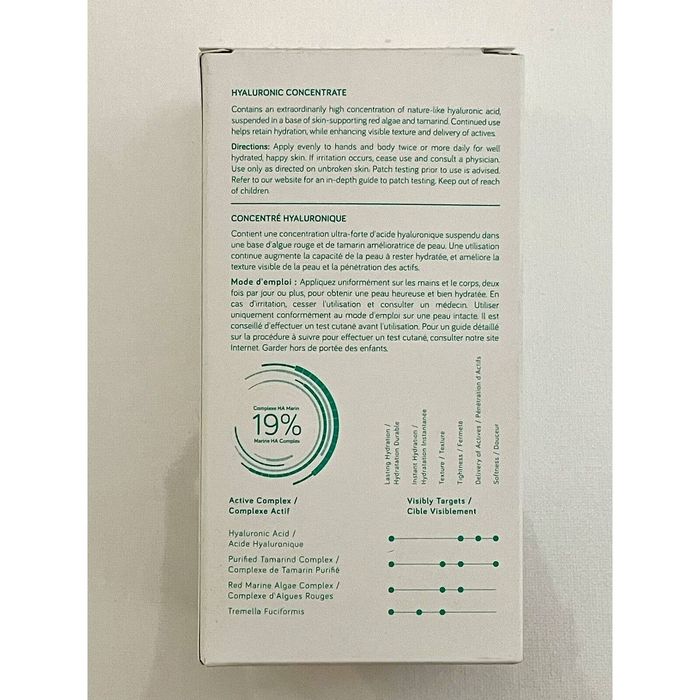 HYALURONIC CONCENTRATE
Contains an extraordinarily high concentration of nature-like hyaluronic acid,
suspended in a base of skin-supporting red algae and tamarind. Continued use
helps retain hydration, while enhancing visible texture and delivery of actives.
Directions: Apply evenly to hands and body twice or more daily for well
hydrated, happy skin. If irritation occurs, cease use and consult a physician.
Use only as directed on unbroken skin. Patch testing prior to use is advised.
Refer to our website for an in-depth guide to patch testing. Keep out of reach
of children.
CONCENTRÉ HYALURONIQUE
Contient une concentration ultra-forte d'acide hyaluronique suspendu dans
une base d'algue rouge et de tamarin amélioratrice de peau. Une utilisation
continue augmente la capacité de la peau à rester hydratée, et améliore la
texture visible de la peau et la pénétration des actifs.
Mode d'emploi : Appliquez uniformément sur les mains et le corps, deux
fois par jour ou plus, pour obtenir une peau heureuse et bien hydratée. En
cas d'irritation, cesser l'utilisation et consulter un médecin. Utiliser
uniquement conformément au mode d'emploi sur une peau intacte. Il est
conseillé d'effectuer un test cutané avant l'utilisation. Pour un guide détaillé
sur la procédure à suivre pour effectuer un test cutané, consulter notre site
Internet. Garder hors de portée des enfants.
Complexe HA Marin
19%
Marine HA Complex
Lasting Hydration /
Hydratation Durable
Instant Hydration /
Hydratation Instantanée
Texture / Texture
Tightness / Fermeté
Delivery of Actives / Pénétration d'Actifs
Softness / Douceur
Active Complex /
Complexe Actif
Visibly Targets /
Cible Visiblement
Hyaluronic Acid /
Acide Hyaluronique
Purified Tamarind Complex /
Complexe de Tamarin Purifié
Red Marine Algae Complex /
Complexe d'Algues Rouges
Tremella Fuciformis